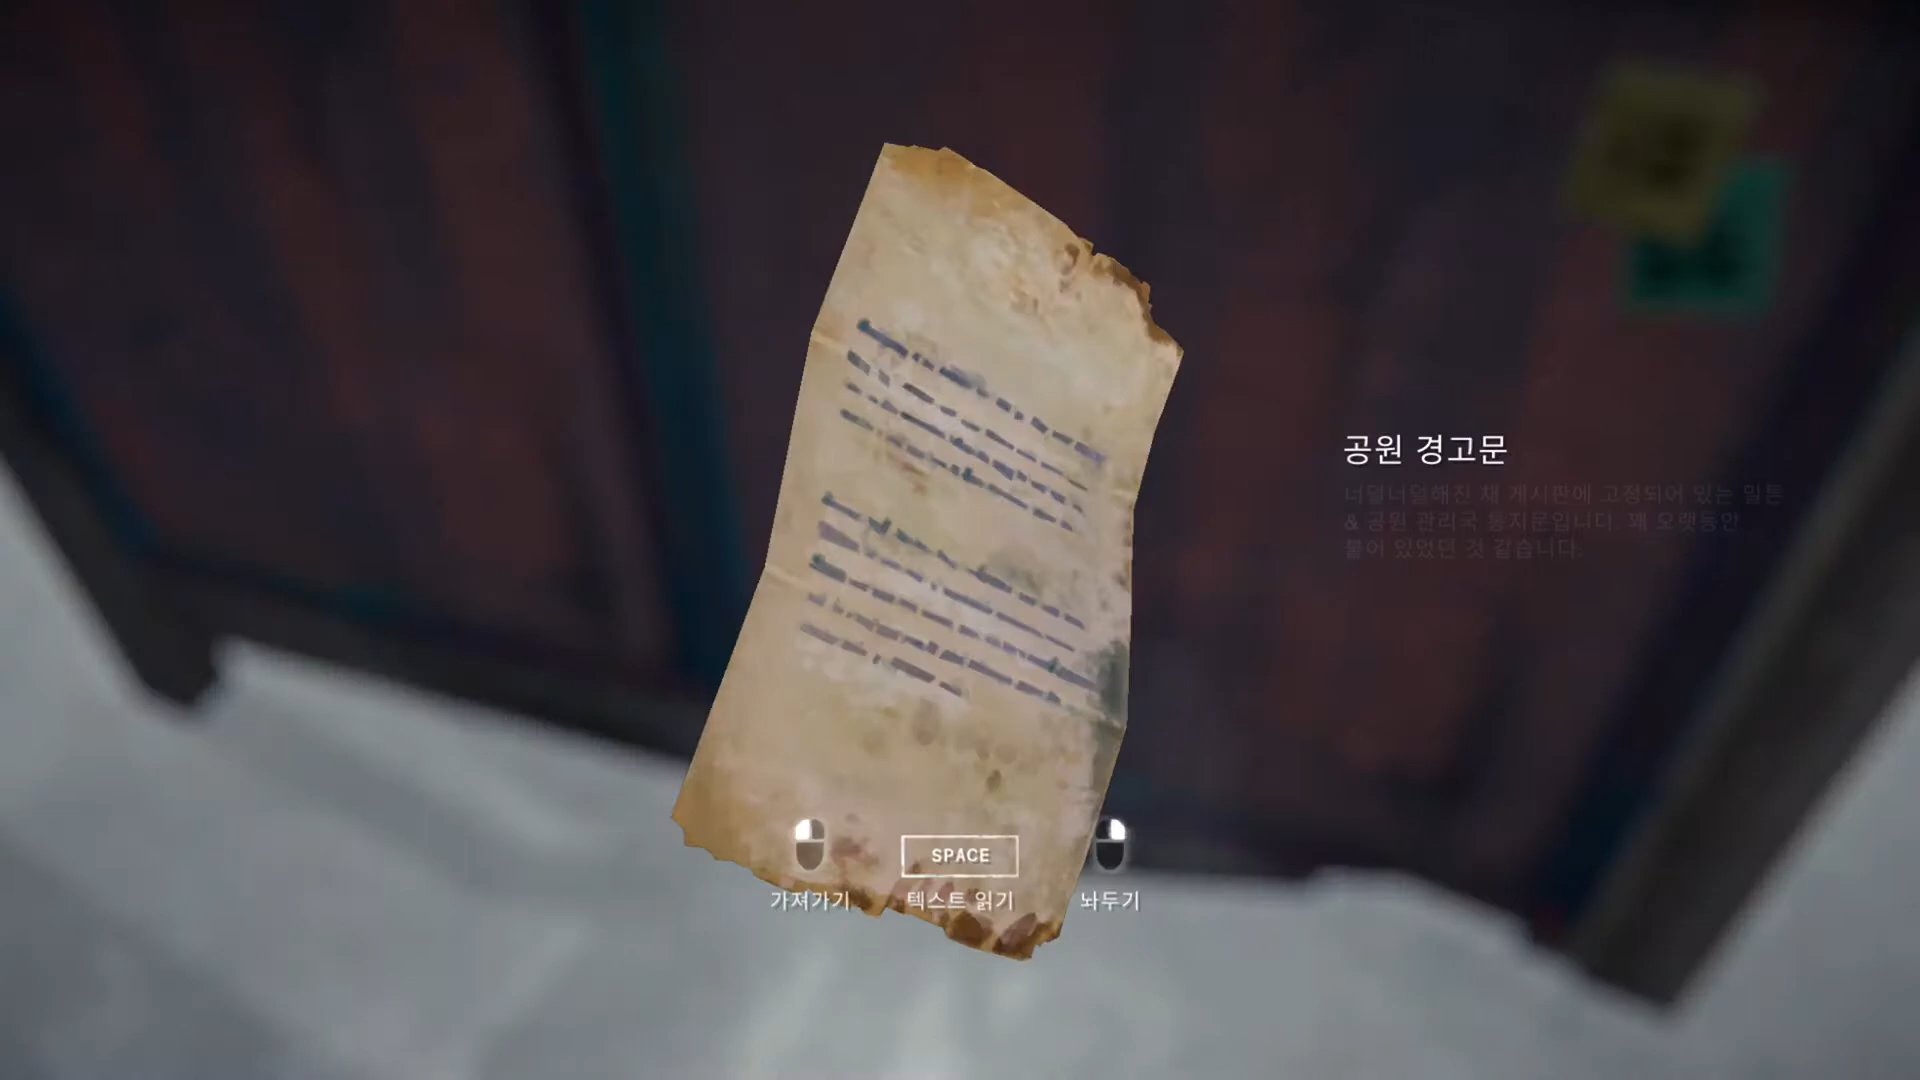 공원 경고문
너덜너덜해진 채 게시판에 고정되어 있는 밀튼
& 공원 관리국 통지문입니다. 꽤 오랫동안
붙어 있었던 것 같습니다.
SPACE
가져가기
텍스트 읽기
놔두기